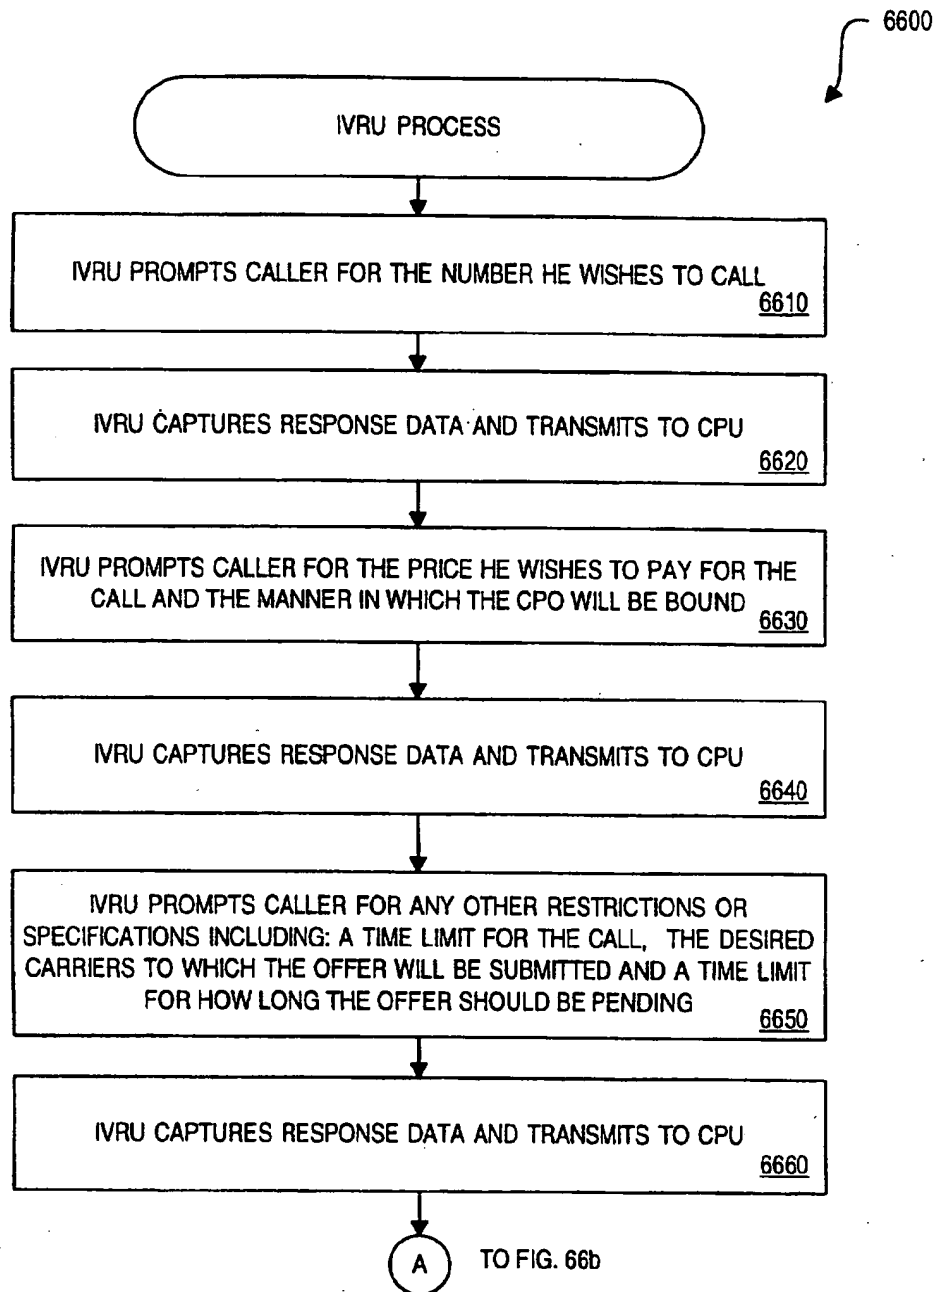 6600
IVRU PROCESS
IVRU PROMPTS CALLER FOR THE NUMBER HE WISHES TO CALL
6610
IVRU CAPTURES RESPONSE DATA AND TRANSMITS TO CPU
6620
IVRU PROMPTS CALLER FOR THE PRICE HE WISHES TO PAY FOR THE
CALL AND THE MANNER IN WHICH THE CPO WILL BE BOUND
6630
IVRU CAPTURES RESPONSE DATA AND TRANSMITS TO CPU
6640
IVRU PROMPTS CALLER FOR ANY OTHER RESTRICTIONS OR
SPECIFICATIONS INCLUDING: A TIME LIMIT FOR THE CALL, THE DESIRED
CARRIERS TO WHICH THE OFFER WILL BE SUBMITTED AND A TIME LIMIT
FOR HOW LONG THE OFFER SHOULD BE PENDING
6650
IVRU CAPTURES RESPONSE DATA AND TRANSMITS TO CPU
6660
A TO FIG. 66b